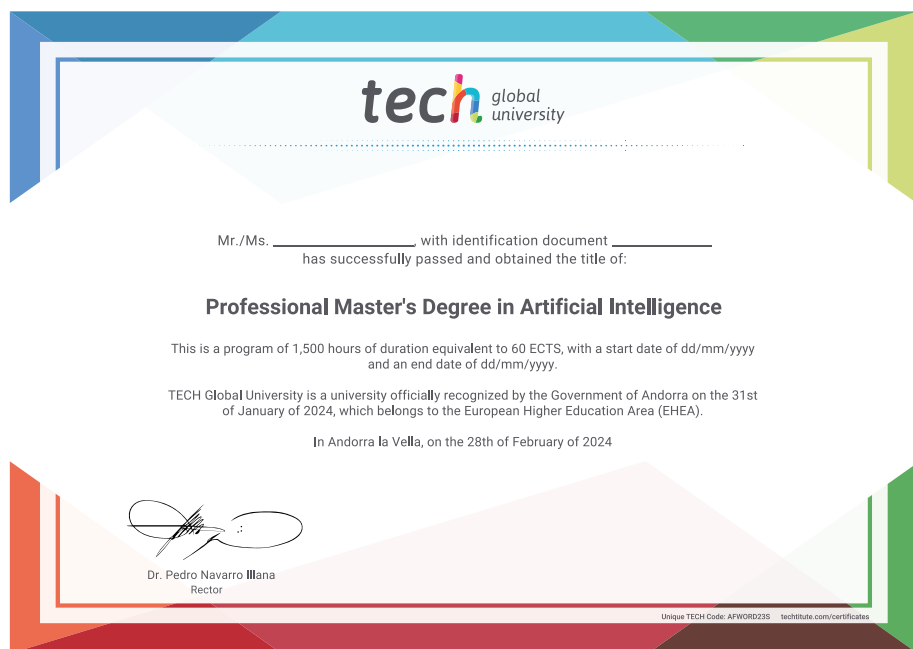 tech global
university
Mr./Ms. ____________________, with identification document ______________
has successfully passed and obtained the title of:
Professional Master's Degree in Artificial Intelligence
This is a program of 1,500 hours of duration equivalent to 60 ECTS, with a start date of dd/mm/yyyy
and an end date of dd/mm/yyyy.
TECH Global University is a university officially recognized by the Government of Andorra on the 31st
of January of 2024, which belongs to the European Higher Education Area (EHEA).
In Andorra la Vella, on the 28th of February of 2024
Dr. Pedro Navarro Illana
Rector
Unique TECH Code: AFWORD23S techtitute.com/certificates